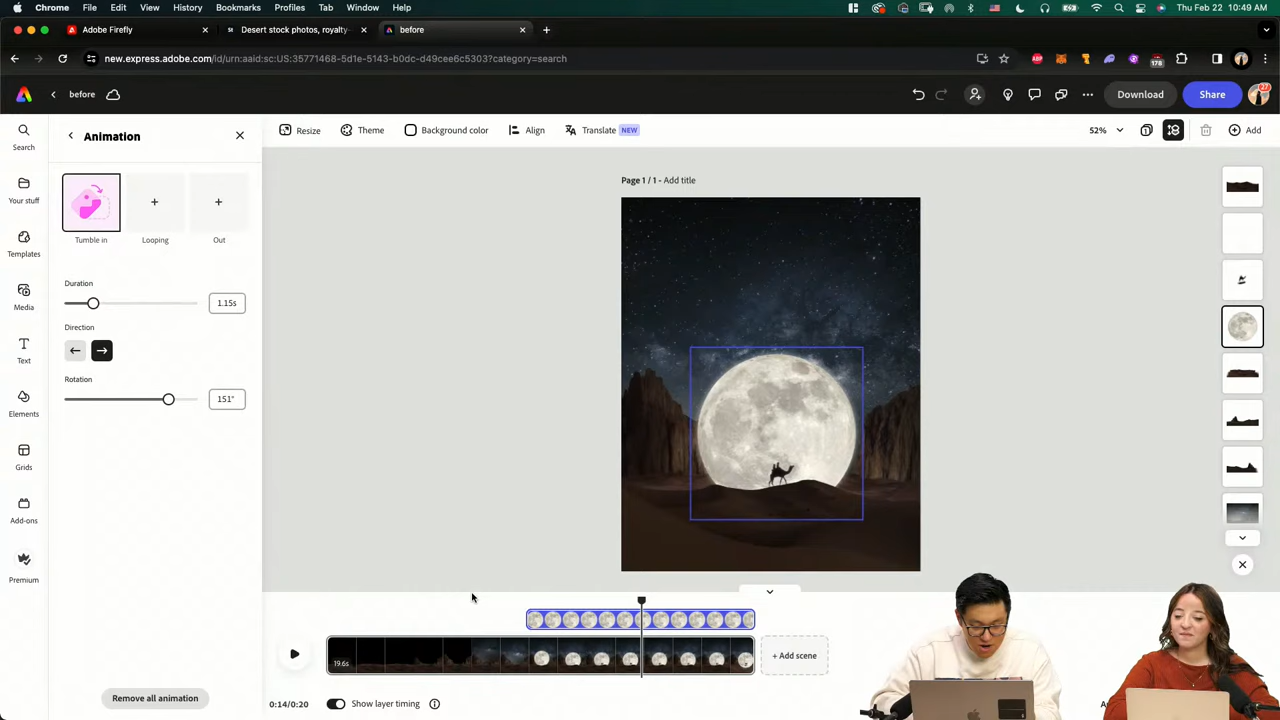 Chrome File Edit View History Bookmarks Profiles Tab Window Help
Thu Feb 22 10:49 AM
Adobe Firefly
Desert stock photos, royalty-
before
new.express.adobe.com/id/urn:aaid:sc:US:35771468-5d1e-5143-b0dc-d49cee6c5303?category=search
178
before
Download
Share
27
Search
Your stuff
Templates
Media
Text
Elements
Grids
Add-ons
Premium
Animation
Tumble in
Looping
Out
Duration
1.15s
Direction
Rotation
151°
Remove all animation
Resize
Theme
Background color
Align
Translate NEW
52%
1
Add
Page 1 / 1 - Add title
19.6s
+ Add scene
0:14/0:20
Show layer timing